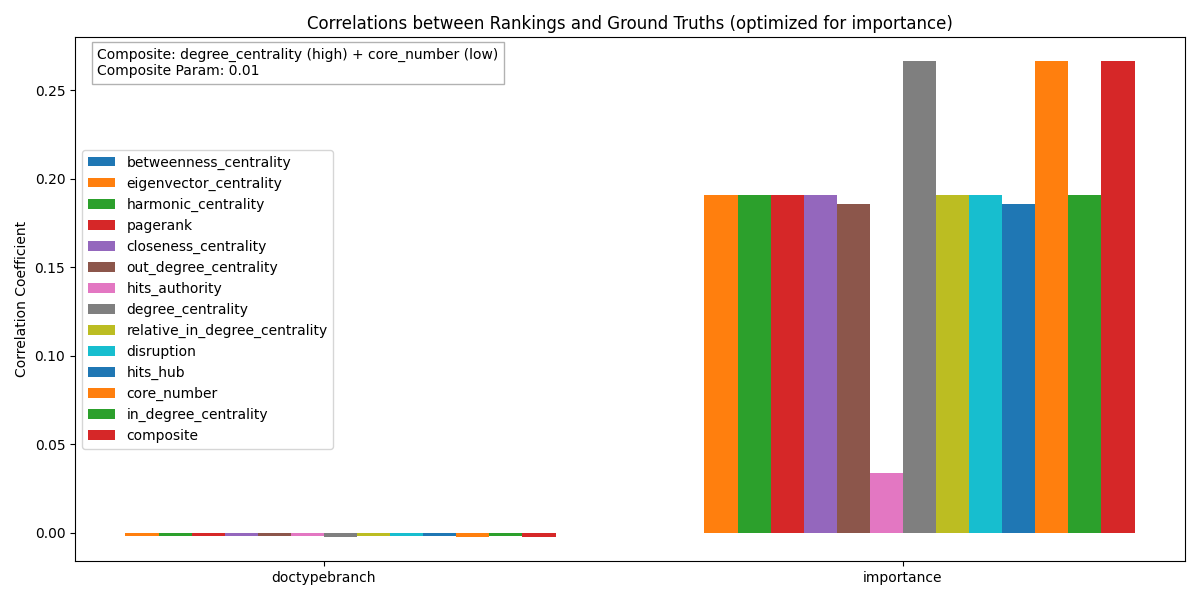 Correlations between Rankings and Ground Truths (optimized for importance)
Composite: degree_centrality (high) + core_number (low)
Composite Param: 0.01
Correlation Coefficient
0.25
0.20
0.15
0.10
0.05
0.00
betweenness_centrality
eigenvector_centrality
harmonic_centrality
pagerank
closeness_centrality
out_degree_centrality
hits_authority
degree_centrality
relative_in_degree_centrality
disruption
hits_hub
core_number
in_degree_centrality
composite
doctypebranch
importance